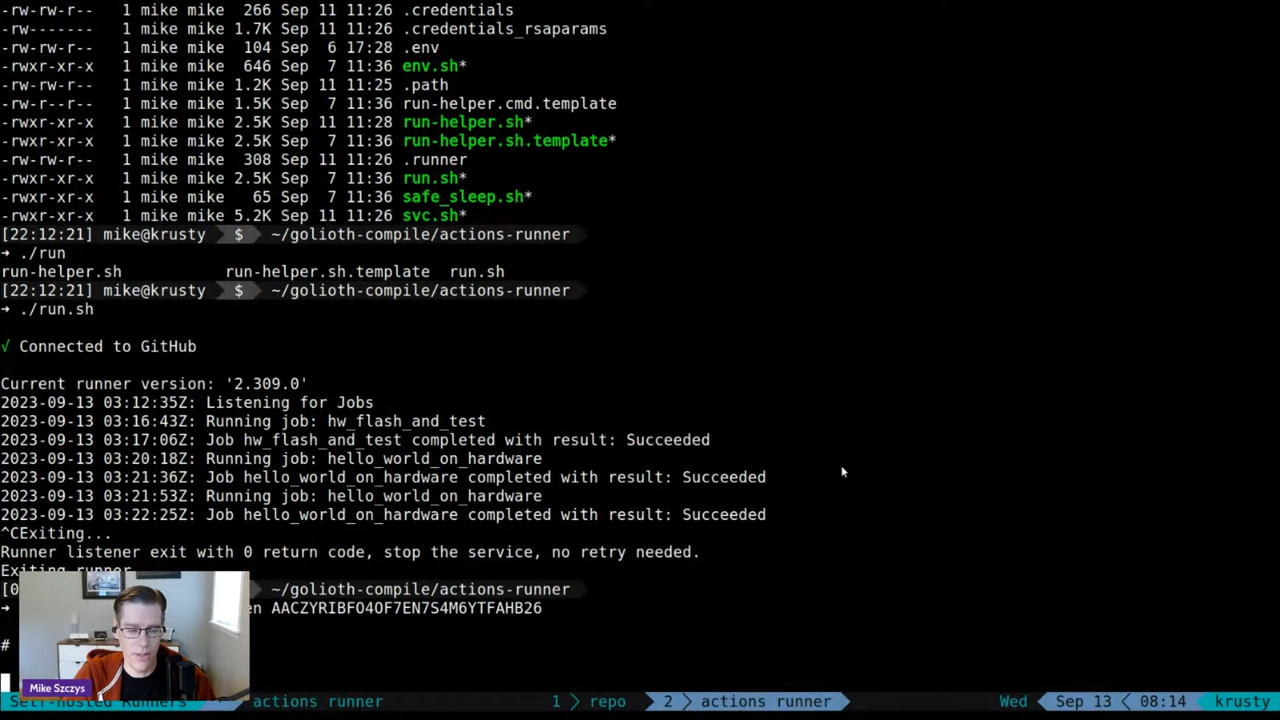 -rw-rw-r-- 1 mike mike 266 Sep 11 11:26 .credentials
-rw------- 1 mike mike 1.7K Sep 11 11:26 .credentials_rsaparams
-rw-rw-r-- 1 mike mike 104 Sep 6 17:28 .env
-rwxr-xr-x 1 mike mike 646 Sep 7 11:36 env.sh*
-rw-rw-r-- 1 mike mike 1.2K Sep 11 11:25 .path
-rw-r--r-- 1 mike mike 1.5K Sep 7 11:36 run-helper.cmd.template
-rwxr-xr-x 1 mike mike 2.5K Sep 11 11:28 run-helper.sh*
-rwxr-xr-x 1 mike mike 2.5K Sep 7 11:36 run-helper.sh.template*
-rw-rw-r-- 1 mike mike 308 Sep 11 11:26 .runner
-rwxr-xr-x 1 mike mike 2.5K Sep 7 11:36 run.sh*
-rwxr-xr-x 1 mike mike 65 Sep 7 11:36 safe_sleep.sh*
-rwxr-xr-x 1 mike mike 5.2K Sep 11 11:26 svc.sh*
[22:12:21] mike@krusty $ ~/golioth-compile/actions-runner
➜ ./run
run-helper.sh run-helper.sh.template run.sh
[22:12:21] mike@krusty $ ~/golioth-compile/actions-runner
➜ ./run.sh
√ Connected to GitHub
Current runner version: '2.309.0'
2023-09-13 03:12:35Z: Listening for Jobs
2023-09-13 03:16:43Z: Running job: hw_flash_and_test
2023-09-13 03:17:06Z: Job hw_flash_and_test completed with result: Succeeded
2023-09-13 03:20:18Z: Running job: hello_world_on_hardware
2023-09-13 03:21:36Z: Job hello_world_on_hardware completed with result: Succeeded
2023-09-13 03:21:53Z: Running job: hello_world_on_hardware
2023-09-13 03:22:25Z: Job hello_world_on_hardware completed with result: Succeeded
^CExiting...
Runner listener exit with 0 return code, stop the service, no retry needed.
Exiting runner
[0 ~/golioth-compile/actions-runner
➜ en AACZYRIBFO4OF7EN7S4M6YTFAHB26
#
Mike Szczys
Self-hosted Runners actions runner 1 > repo 2 actions runner Wed Sep 13 08:14 krusty